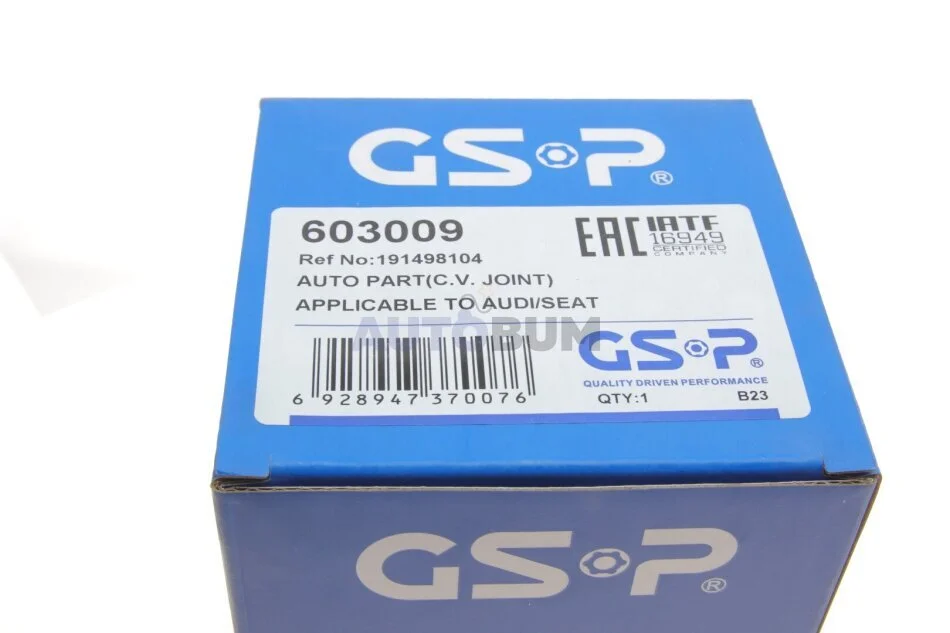 GSP®
603009
EAC IATF
16949
CERTIFIED
COMPANY
Ref No:191498104
AUTO PART(C.V. JOINT)
APPLICABLE TO AUDI/SEAT
AUTOBUM
GSP®
QUALITY DRIVEN PERFORMANCE
6 928947 370076
QTY:1 B23
GSP®